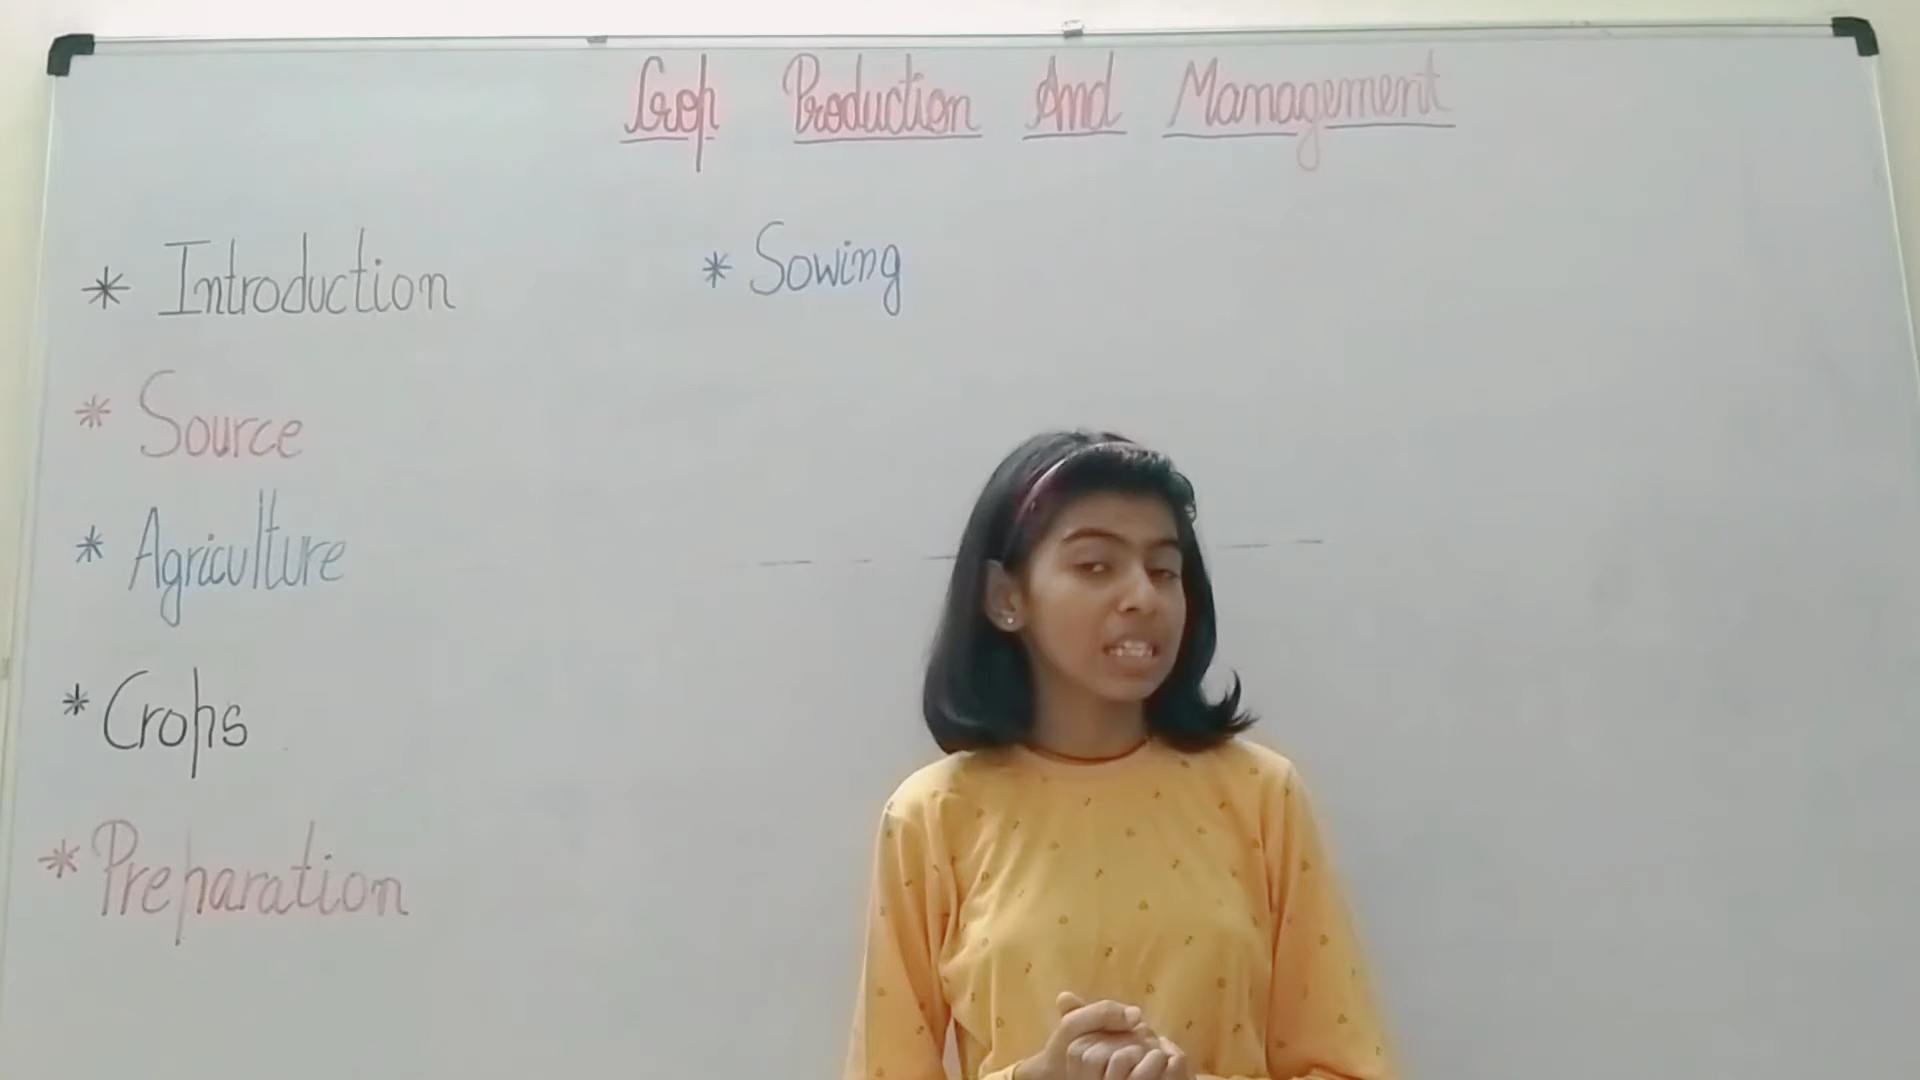 Crop Production And Management
* Introduction
* Source
* Agriculture
* Crops
* Preparation
* Sowing